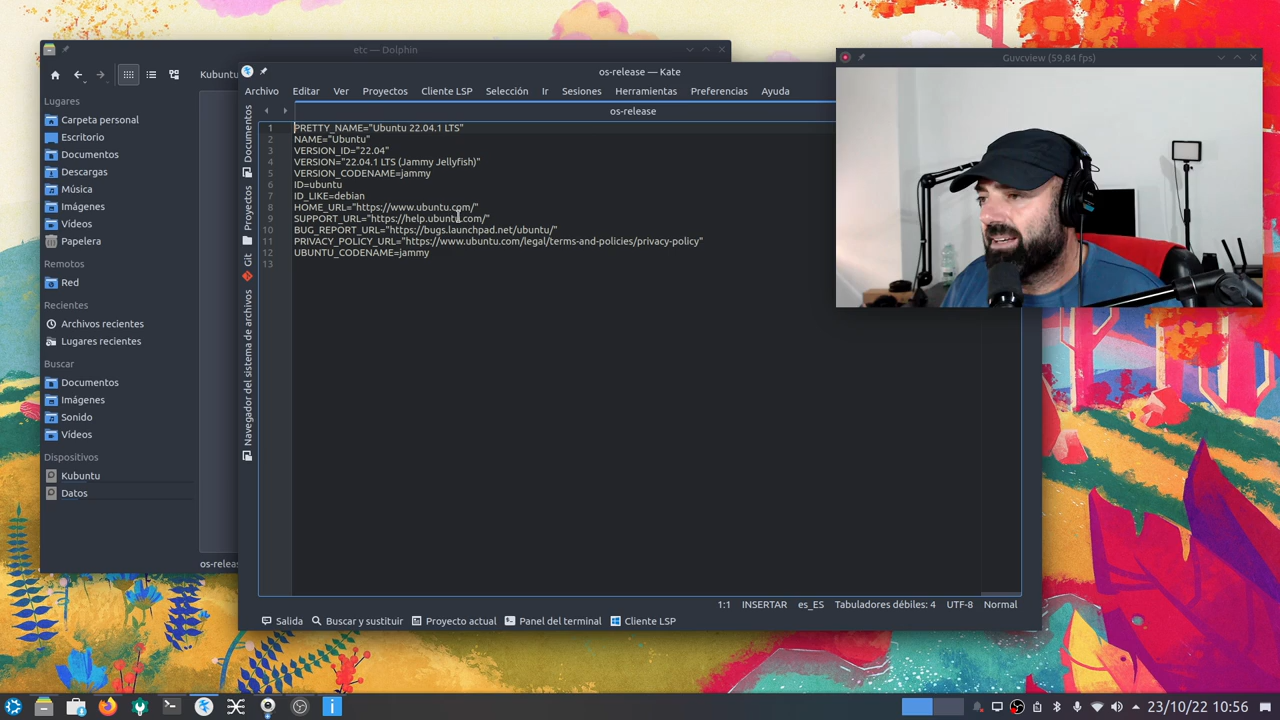 etc — Dolphin
Kubuntu
Lugares
Carpeta personal
Escritorio
Documentos
Descargas
Música
Imágenes
Vídeos
Papelera
Remotos
Red
Recientes
Archivos recientes
Lugares recientes
Buscar
Documentos
Imágenes
Sonido
Vídeos
Dispositivos
Kubuntu
Datos
os-releas
os-release — Kate
Archivo Editar Ver Proyectos Cliente LSP Selección Ir Sesiones Herramientas Marcadores Preferencias Ayuda
os-release
Documentos
Proyectos
Git
Navegador del sistema de archivos
1 PRETTY_NAME="Ubuntu 22.04.1 LTS"
2 NAME="Ubuntu"
3 VERSION_ID="22.04"
4 VERSION="22.04.1 LTS (Jammy Jellyfish)"
5 VERSION_CODENAME=jammy
6 ID=ubuntu
7 ID_LIKE=debian
8 HOME_URL="https://www.ubuntu.com/"
9 SUPPORT_URL="https://help.ubuntu.com/"
10 BUG_REPORT_URL="https://bugs.launchpad.net/ubuntu/"
11 PRIVACY_POLICY_URL="https://www.ubuntu.com/legal/terms-and-policies/privacy-policy"
12 UBUNTU_CODENAME=jammy
13
1:1 INSERTAR es_ES Tabuladores débiles: 4 UTF-8 Normal
Salida Buscar y sustituir Proyecto actual Panel del terminal Cliente LSP
Guvcview (59,84 fps)
23/10/22 10:56